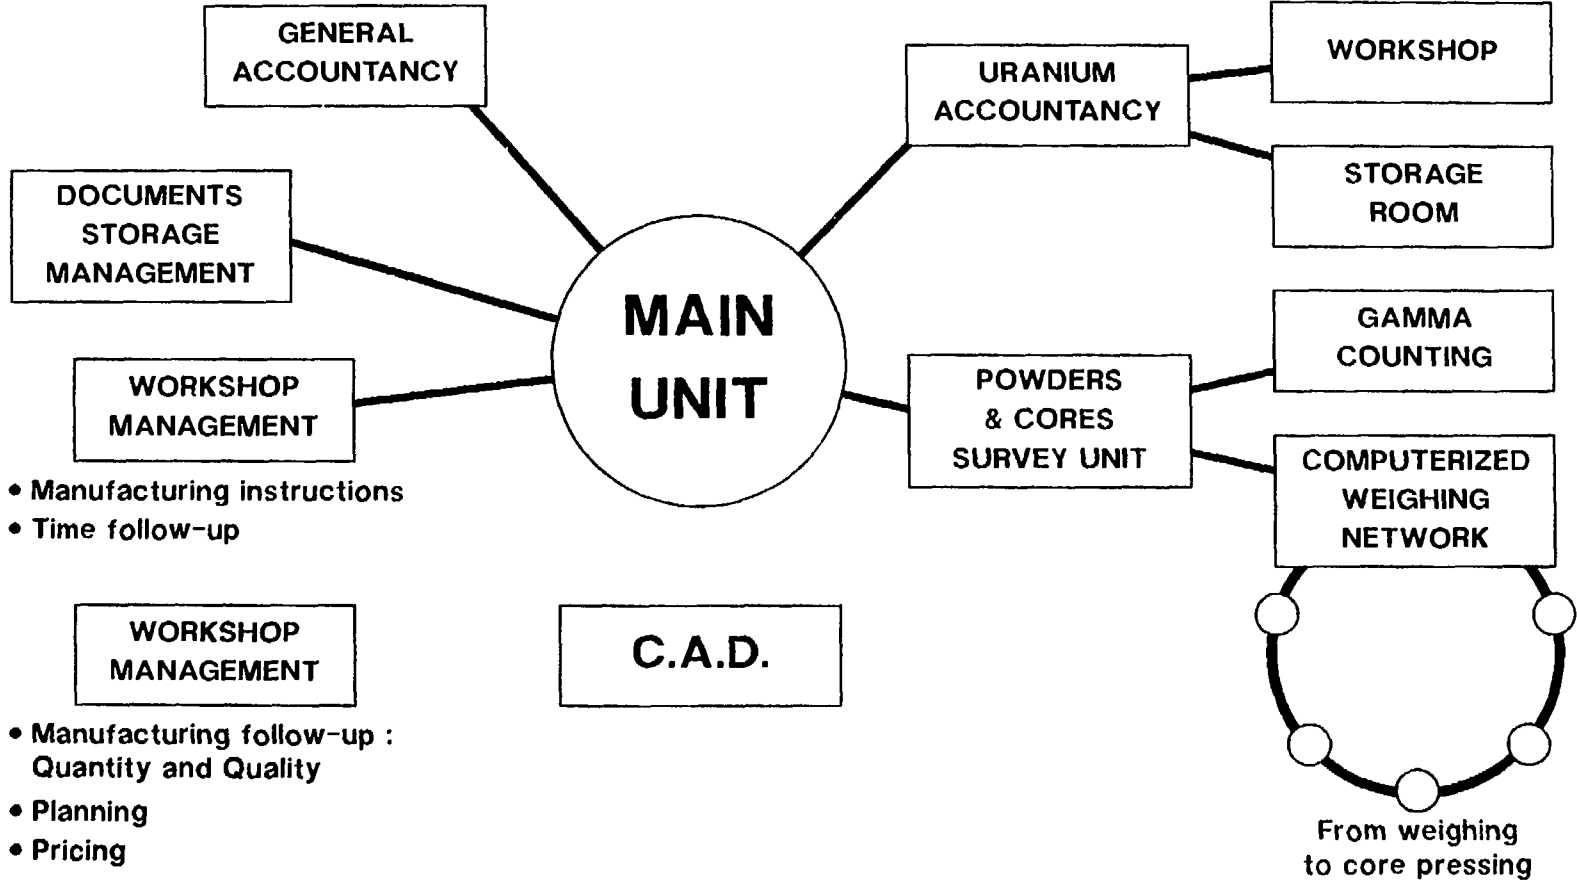 GENERAL
ACCOUNTANCY
DOCUMENTS
STORAGE
MANAGEMENT
WORKSHOP
MANAGEMENT
• Manufacturing instructions
• Time follow-up
WORKSHOP
MANAGEMENT
• Manufacturing follow-up :
Quantity and Quality
• Planning
• Pricing
MAIN
UNIT
C.A.D.
URANIUM
ACCOUNTANCY
WORKSHOP
STORAGE
ROOM
POWDERS
& CORES
SURVEY UNIT
GAMMA
COUNTING
COMPUTERIZED
WEIGHING
NETWORK
From weighing
to core pressing